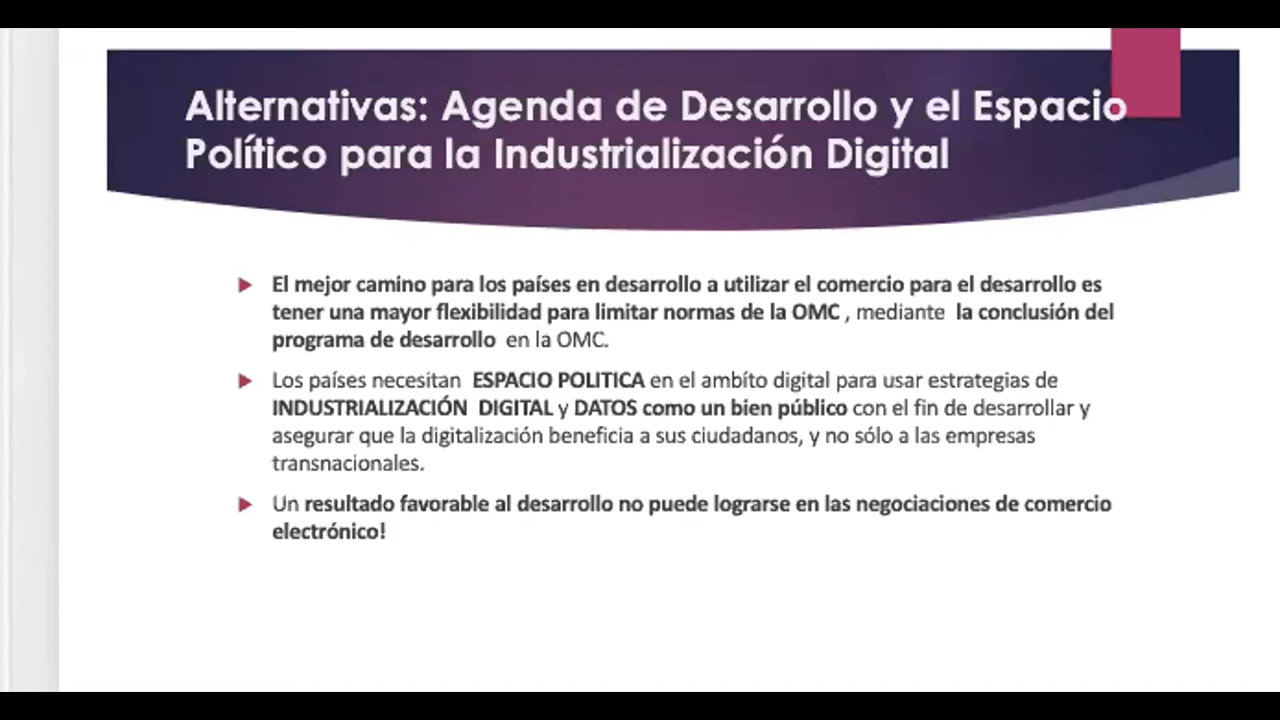 Alternativas: Agenda de Desarrollo y el Espacio
Político para la Industrialización Digital
El mejor camino para los países en desarrollo a utilizar el comercio para el desarrollo es
tener una mayor flexibilidad para limitar normas de la OMC , mediante la conclusión del
programa de desarrollo en la OMC.
Los países necesitan ESPACIO POLITICA en el ambíto digital para usar estrategias de
INDUSTRIALIZACIÓN DIGITAL y DATOS como un bien público con el fin de desarrollar y
asegurar que la digitalización beneficia a sus ciudadanos, y no sólo a las empresas
transnacionales.
Un resultado favorable al desarrollo no puede lograrse en las negociaciones de comercio
electrónico!